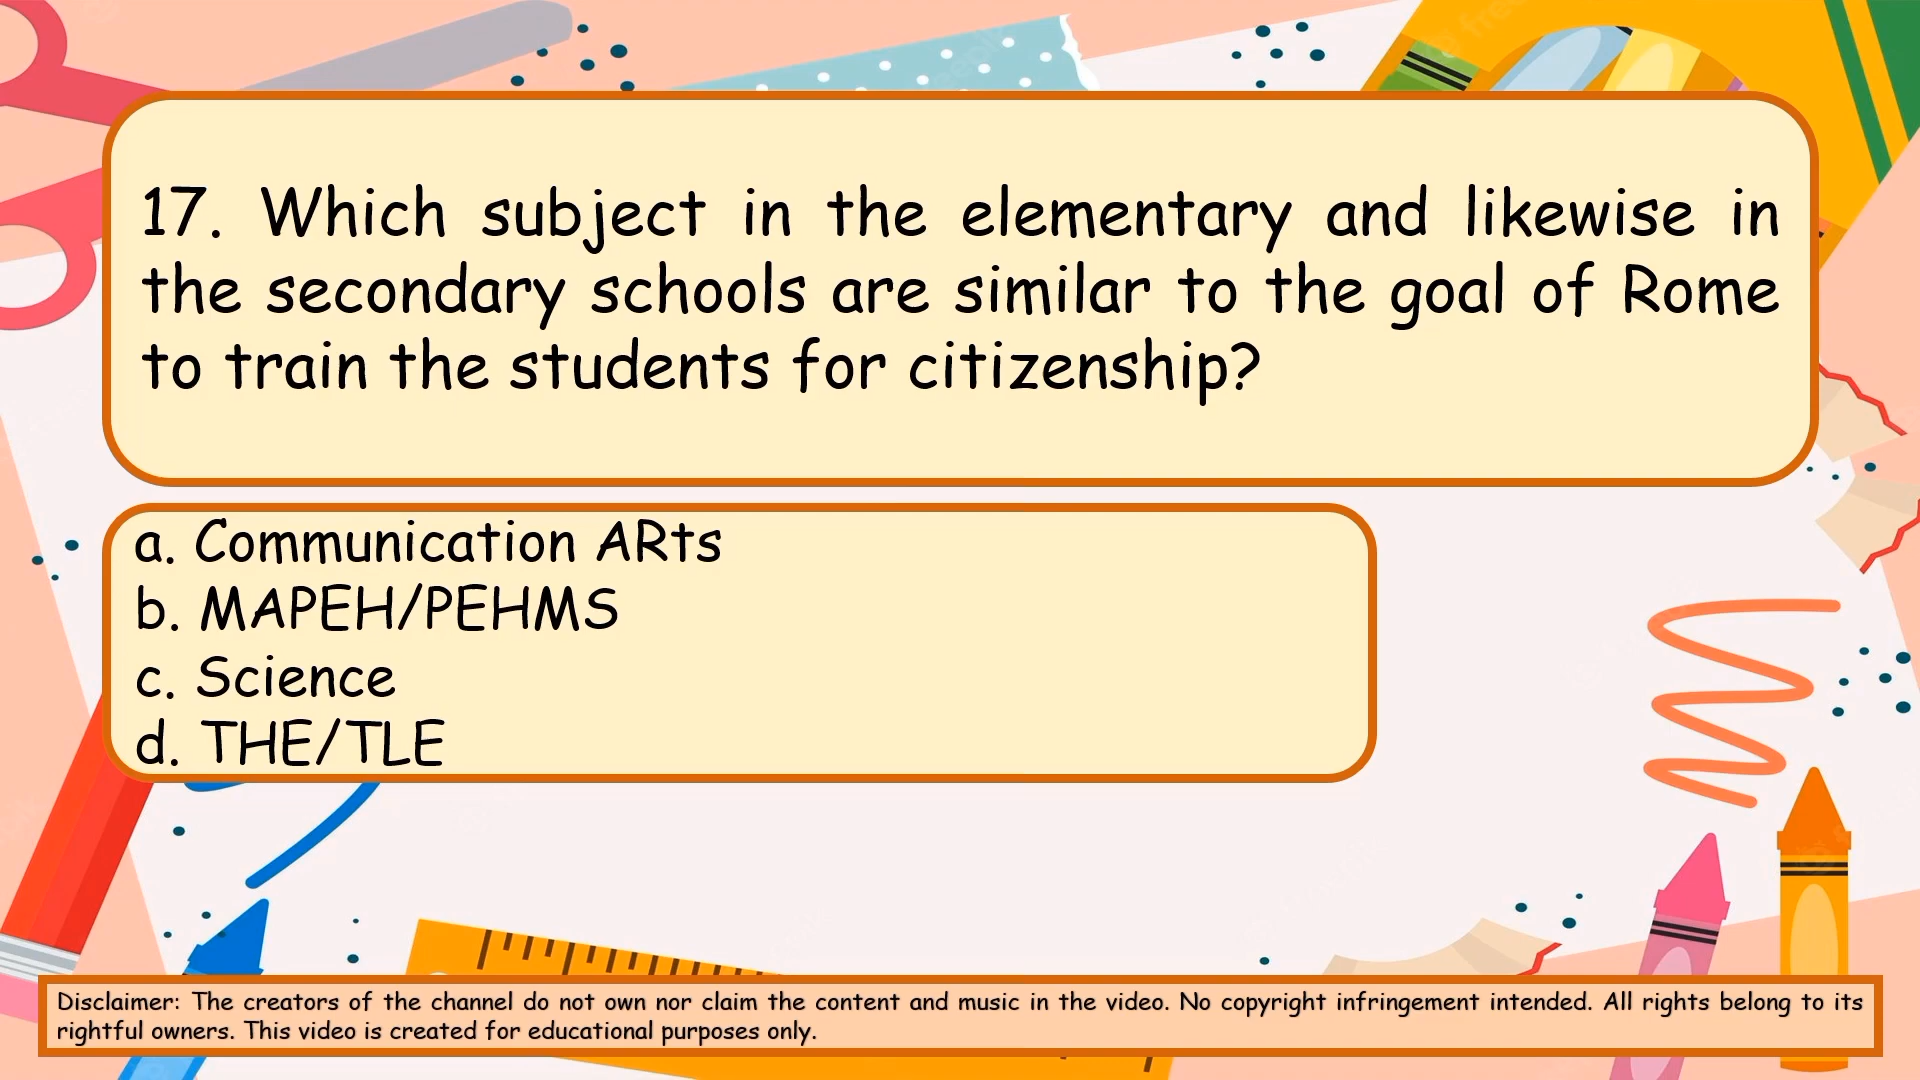 17. Which subject in the elementary and likewise in
the secondary schools are similar to the goal of Rome
to train the students for citizenship?
a. Communication ARts
b. MAPEH/PEHMS
c. Science
d. THE/TLE
Disclaimer: The creators of the channel do not own nor claim the content and music in the video. No copyright infringement intended. All rights belong to its
rightful owners. This video is created for educational purposes only.